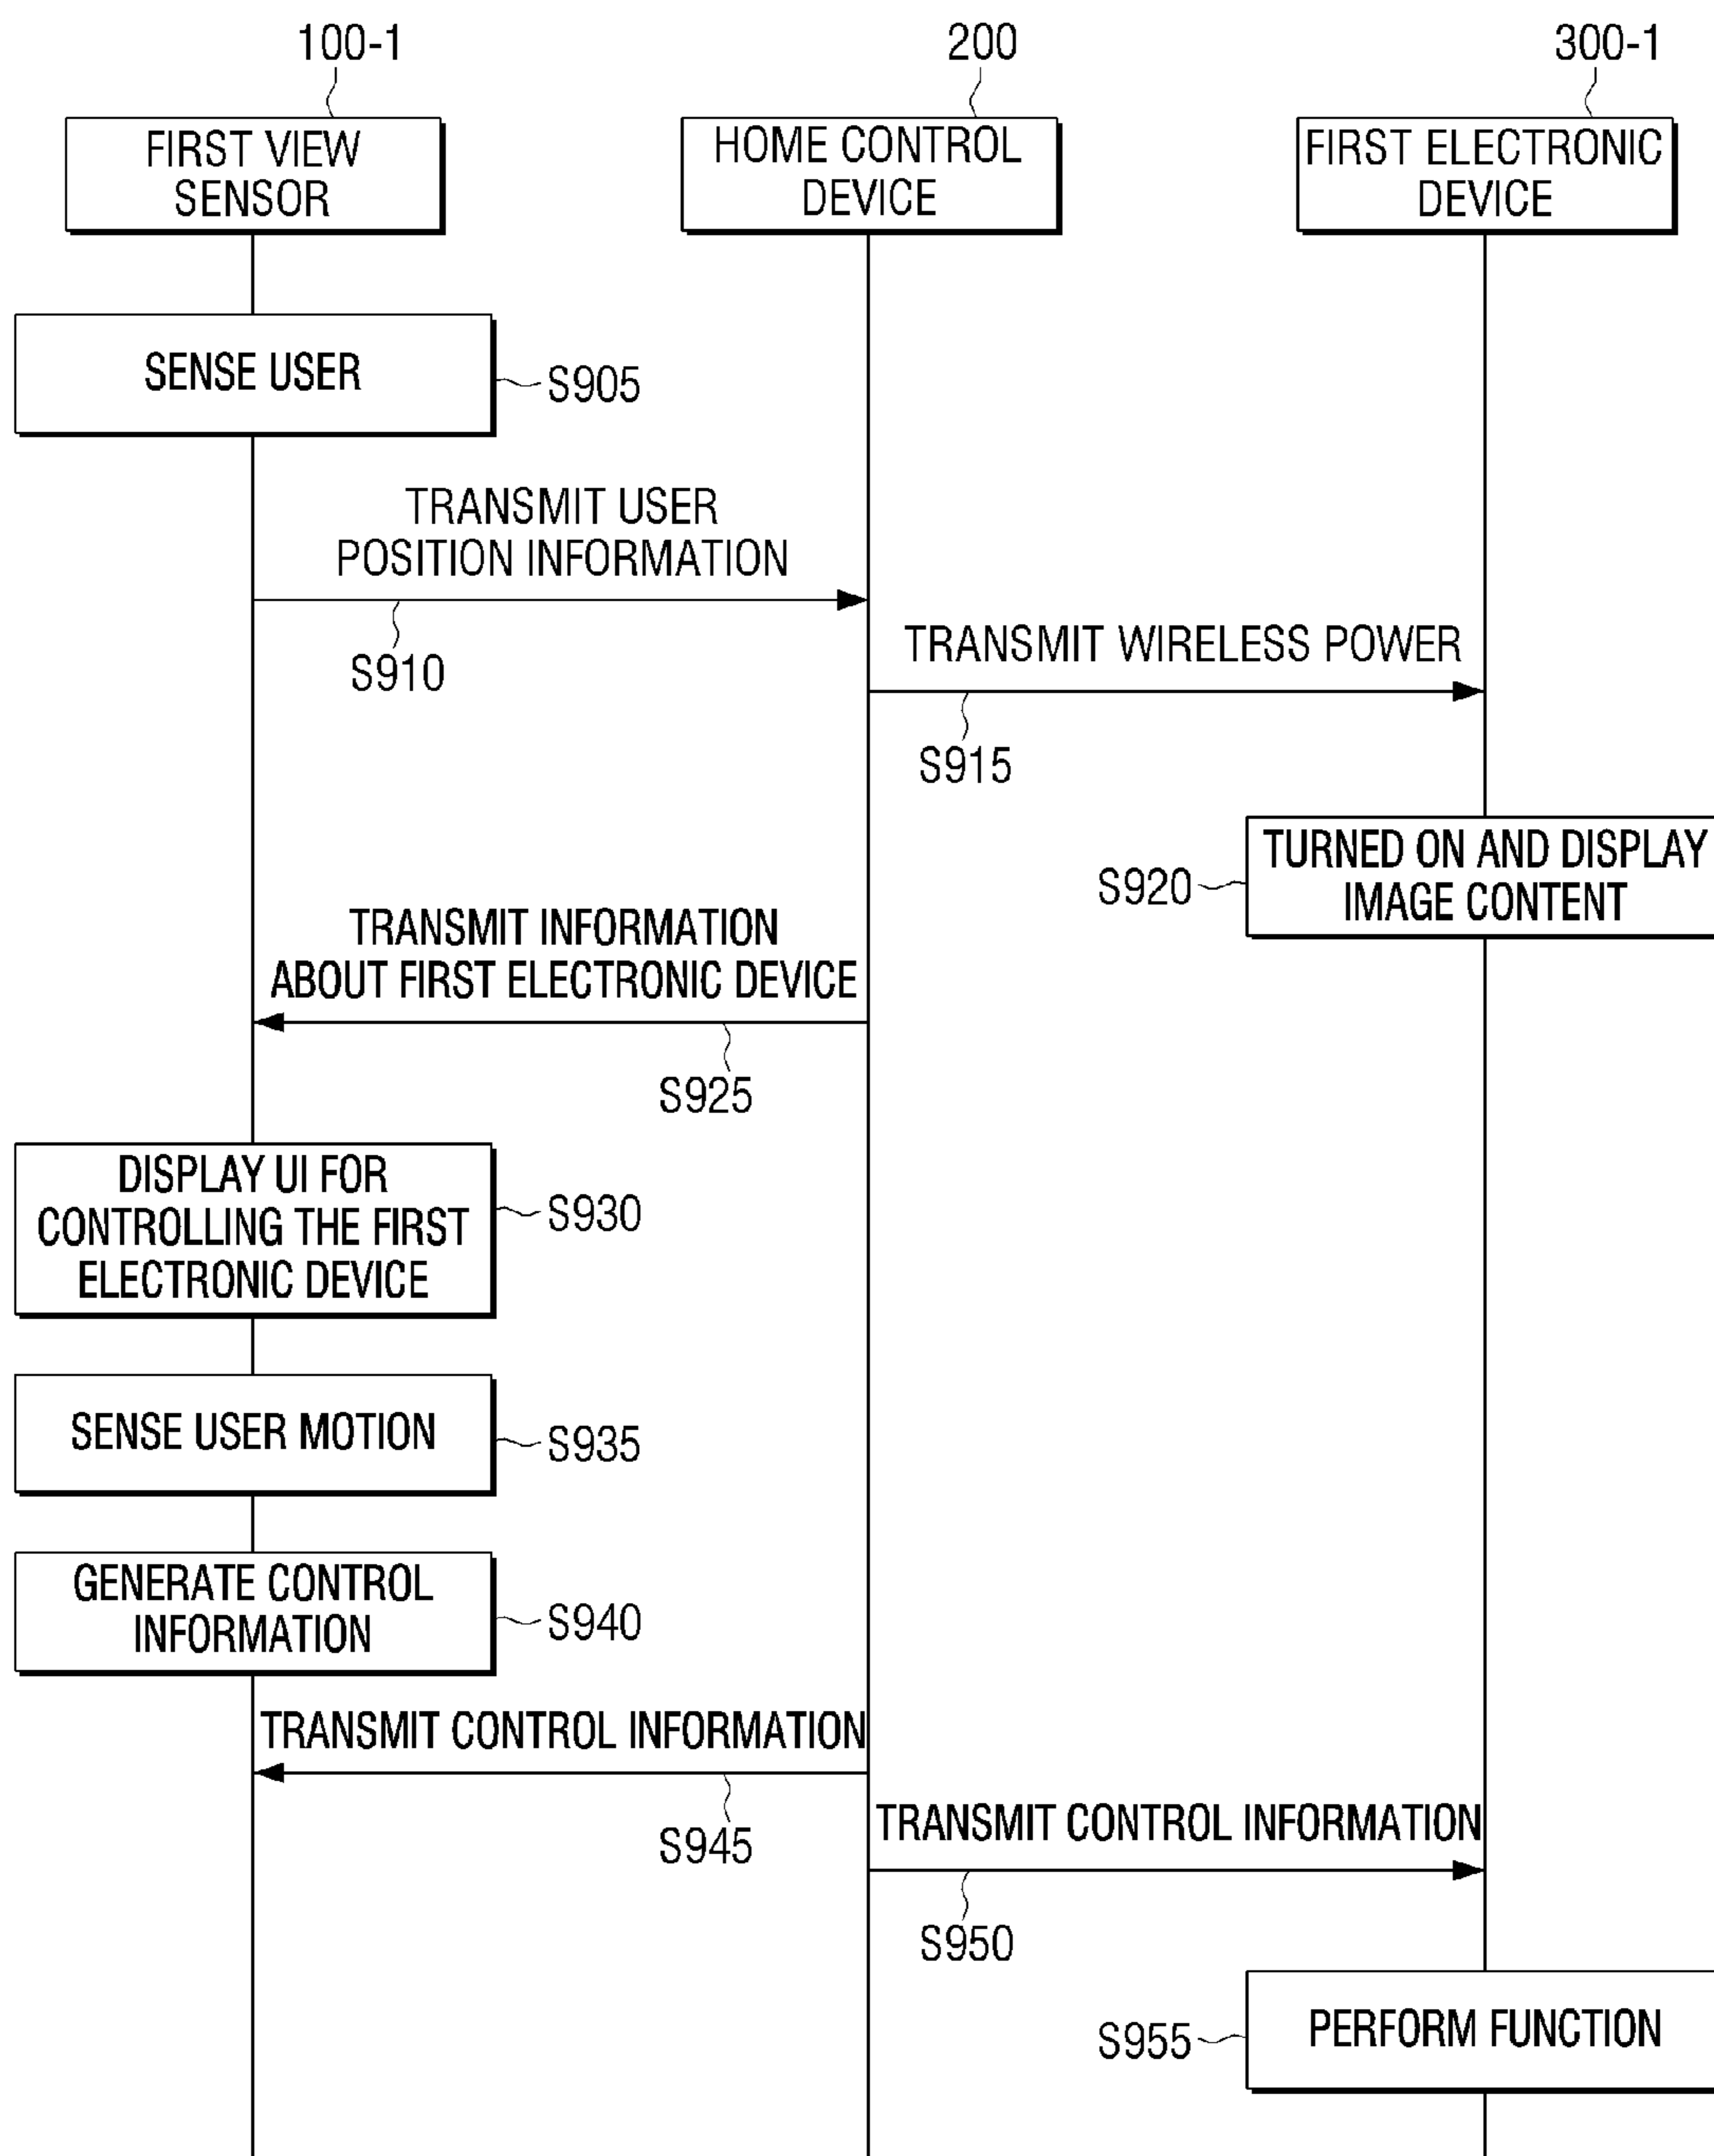 100-1
200
300-1
FIRST VIEW
SENSOR
HOME CONTROL
DEVICE
FIRST ELECTRONIC
DEVICE
SENSE USER
S905
TRANSMIT USER
POSITION INFORMATION
S910
TRANSMIT WIRELESS POWER
S915
TURNED ON AND DISPLAY
IMAGE CONTENT
S920
TRANSMIT INFORMATION
ABOUT FIRST ELECTRONIC DEVICE
S925
DISPLAY UI FOR
CONTROLLING THE FIRST
ELECTRONIC DEVICE
S930
SENSE USER MOTION
S935
GENERATE CONTROL
INFORMATION
S940
TRANSMIT CONTROL INFORMATION
S945
TRANSMIT CONTROL INFORMATION
S950
PERFORM FUNCTION
S955